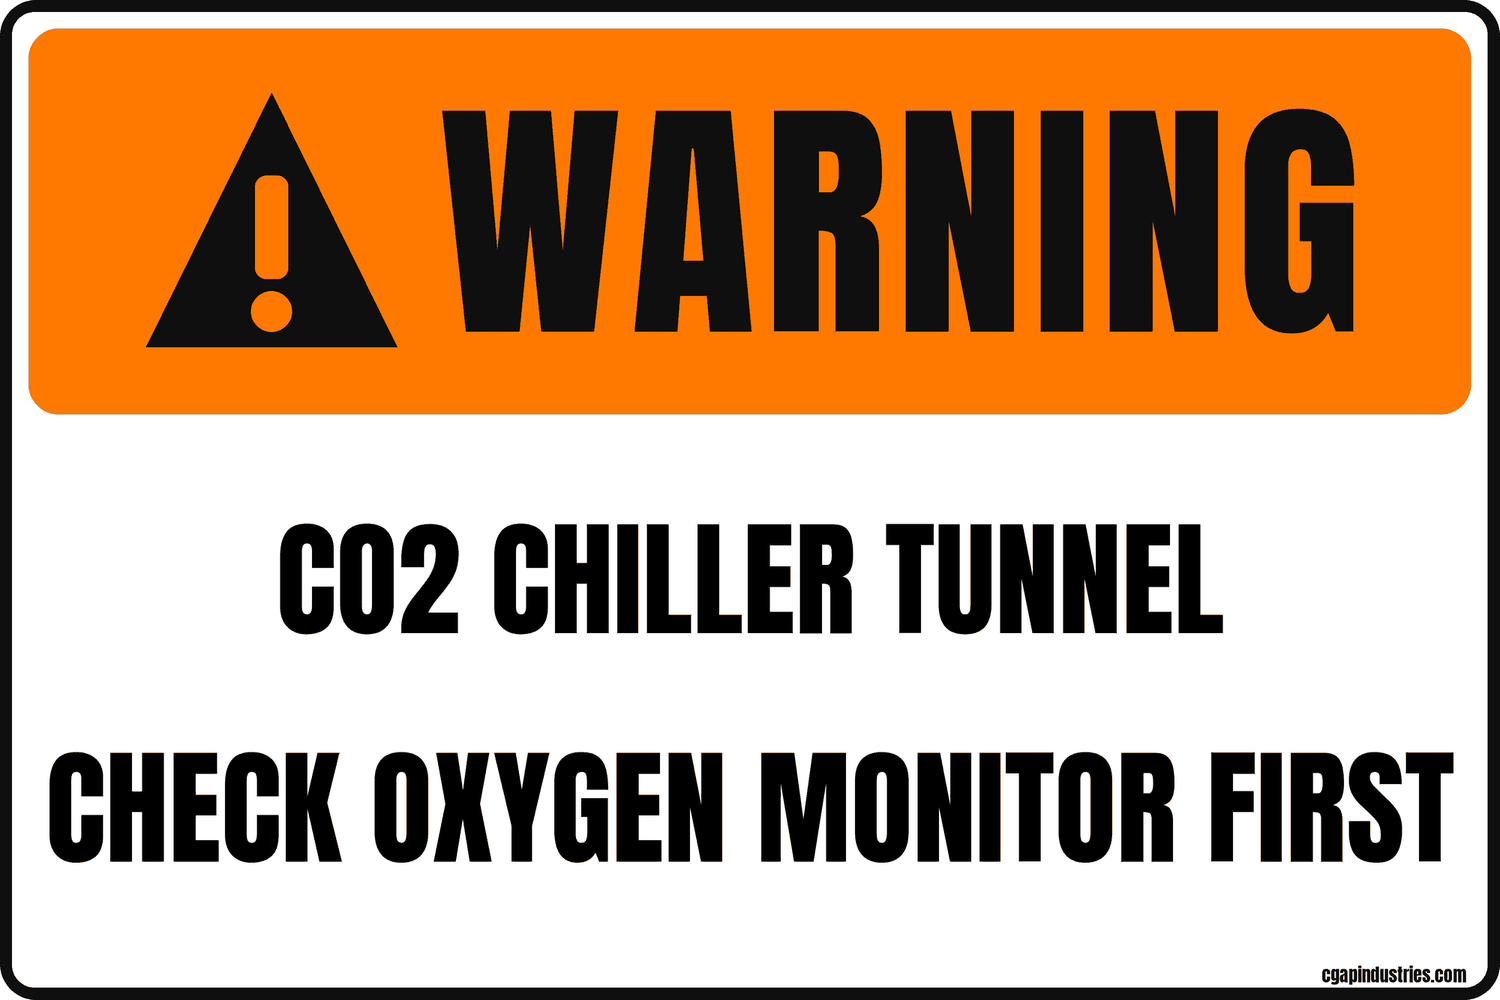 WARNING
CO2 CHILLER TUNNEL
CHECK OXYGEN MONITOR FIRST
cgapindustries.com